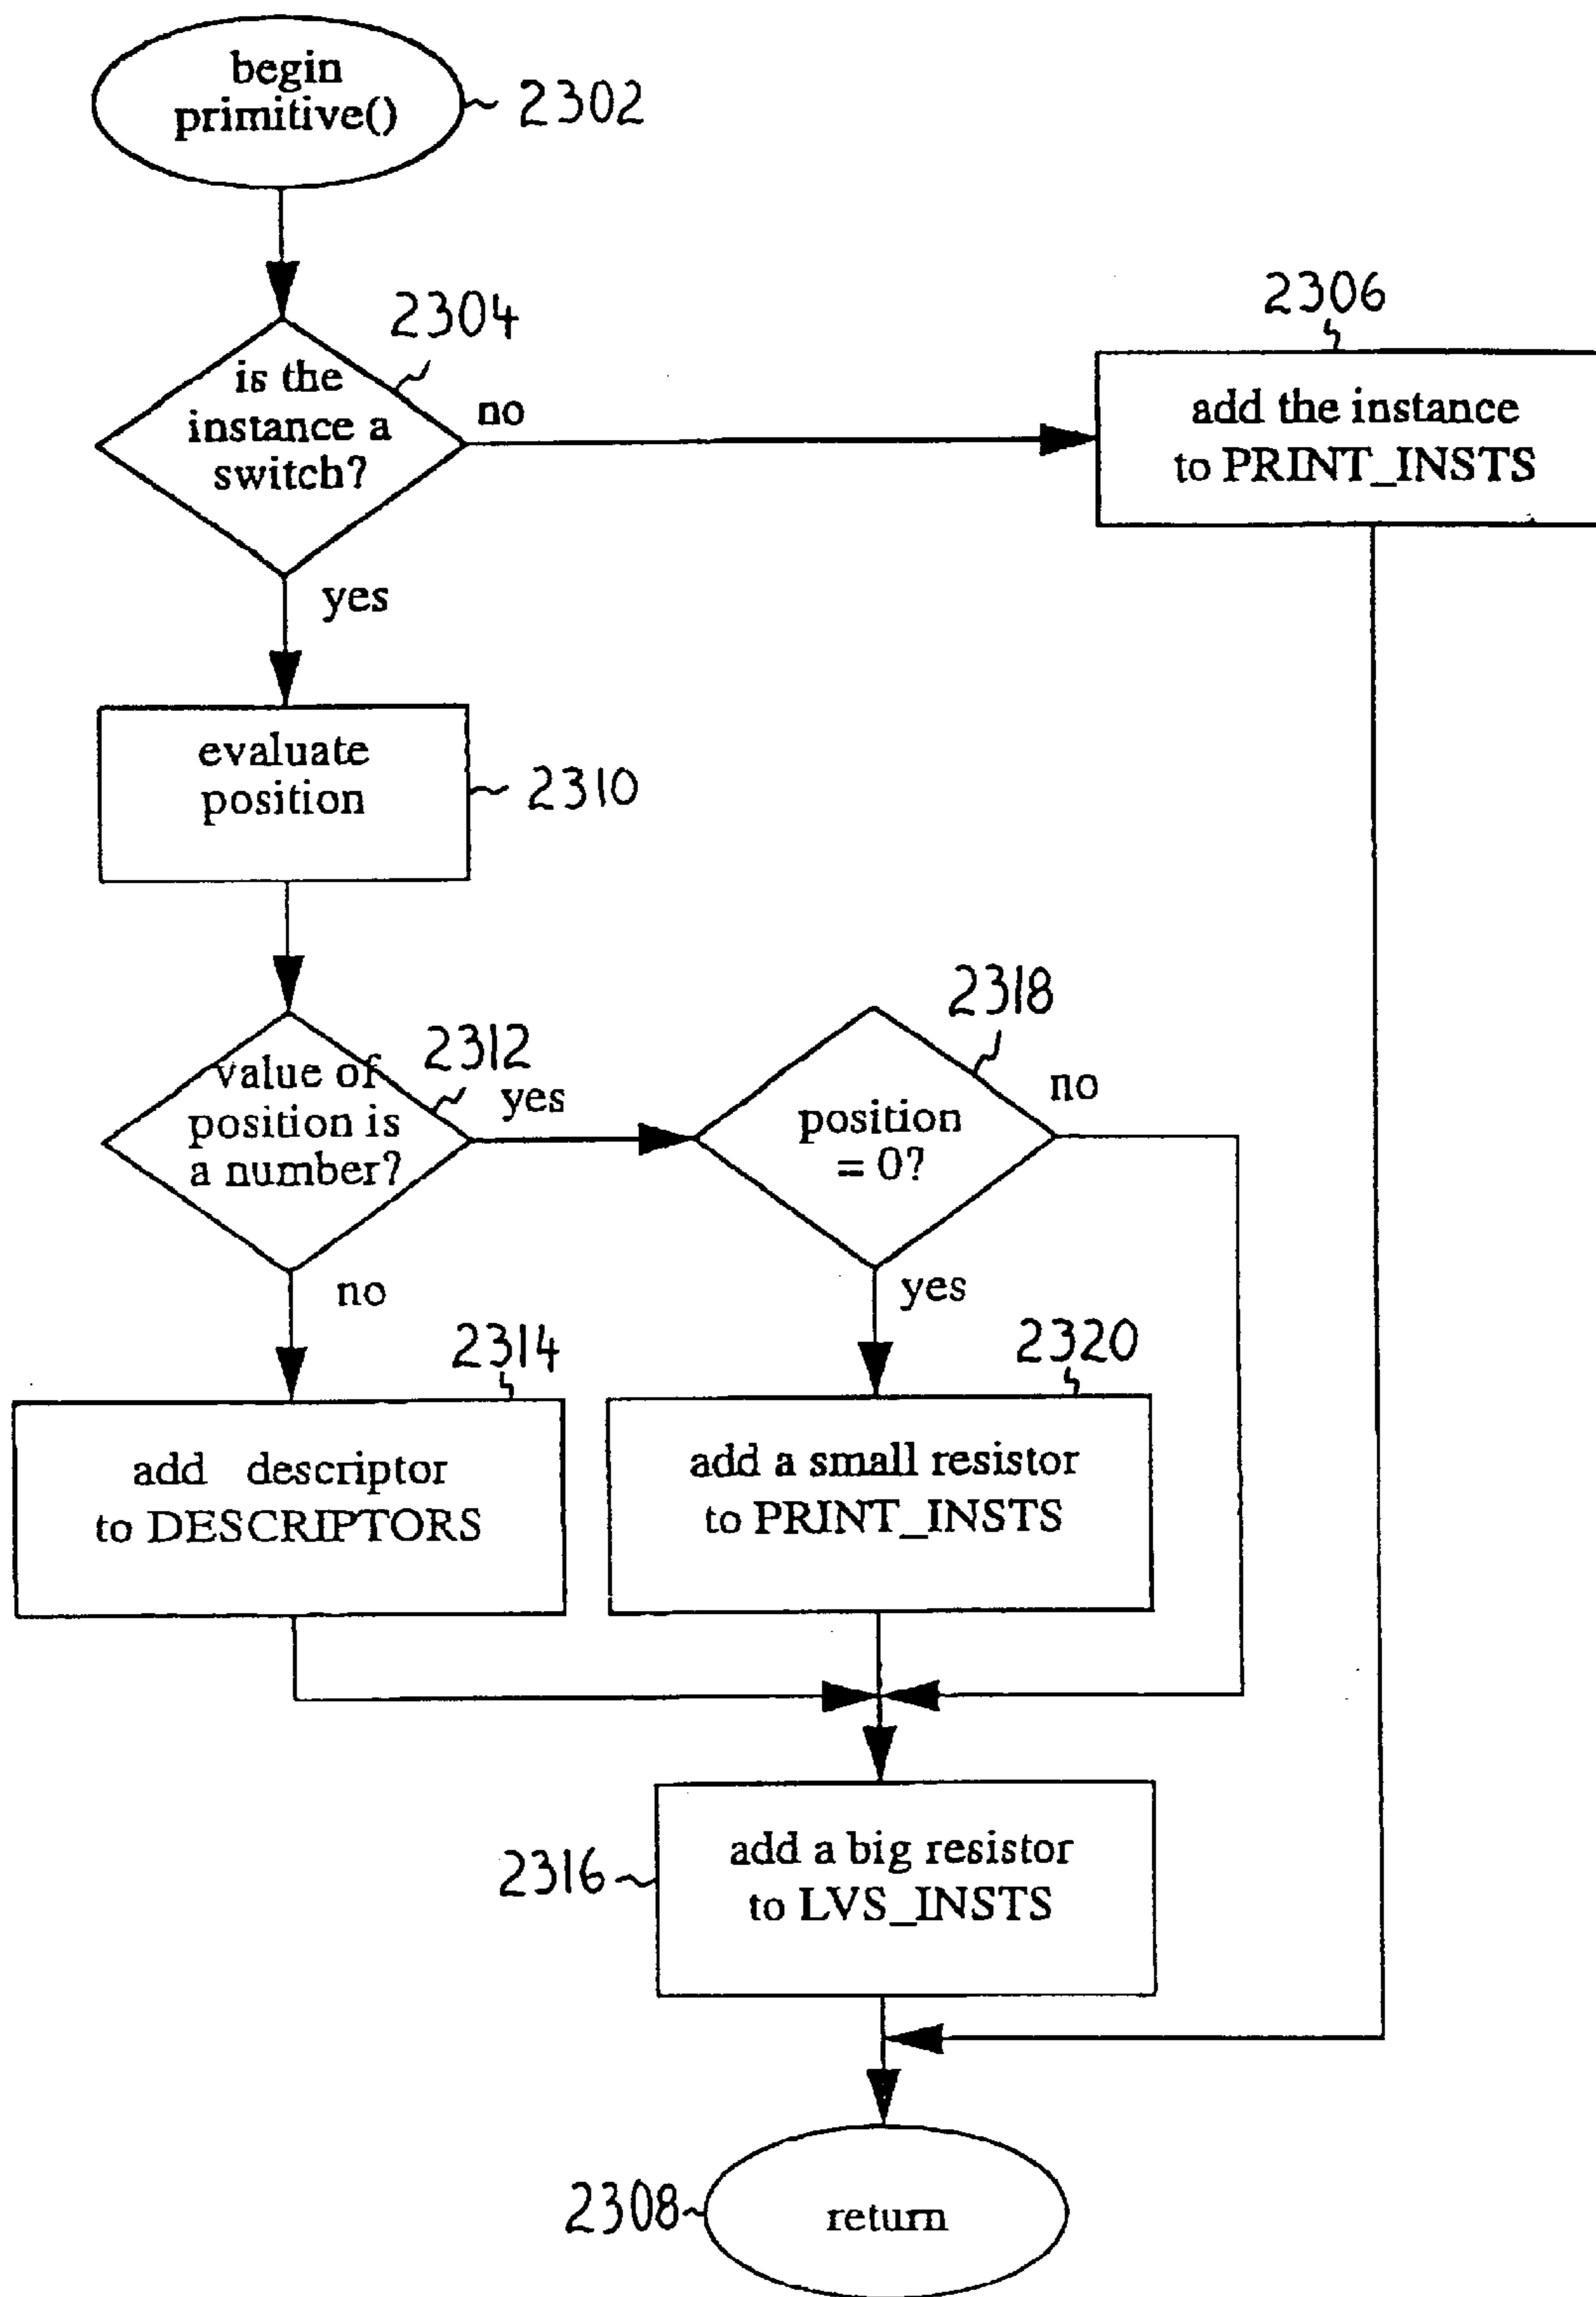 begin
primitive()
2302
is the
instance a
switch?
2304
no
yes
2306
add the instance
to PRINT_INSTS
evaluate
position
2310
value of
position is
a number?
2312
yes
no
2318
position
= 0?
no
yes
2314
add descriptor
to DESCRIPTORS
2320
add a small resistor
to PRINT_INSTS
2316
add a big resistor
to LVS_INSTS
2308
return